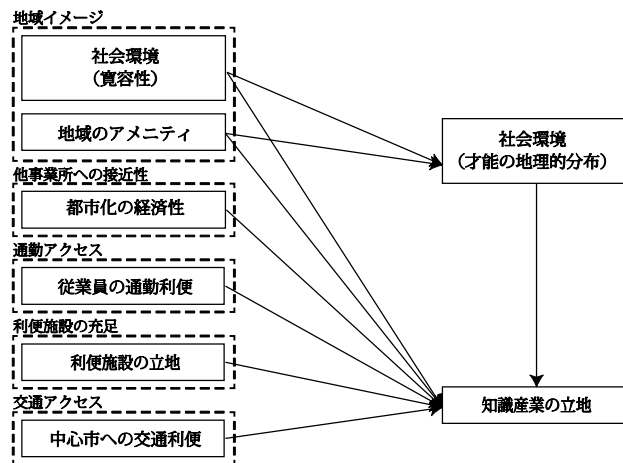 地域イメージ
社会環境
（寛容性）
地域のアメニティ
他事業所への接近性
都市化の経済性
通勤アクセス
従業員の通勤利便
利便施設の充足
利便施設の立地
交通アクセス
中心市への交通利便
社会環境
（才能の地理的分布）
知識産業の立地